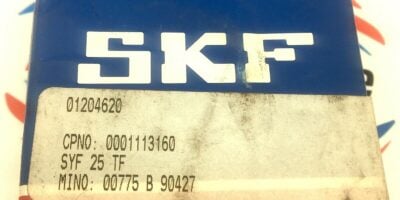 SKF
01204620
CPNO: 0001113160
SYF 25 TF
MINO: 00775 B 90427